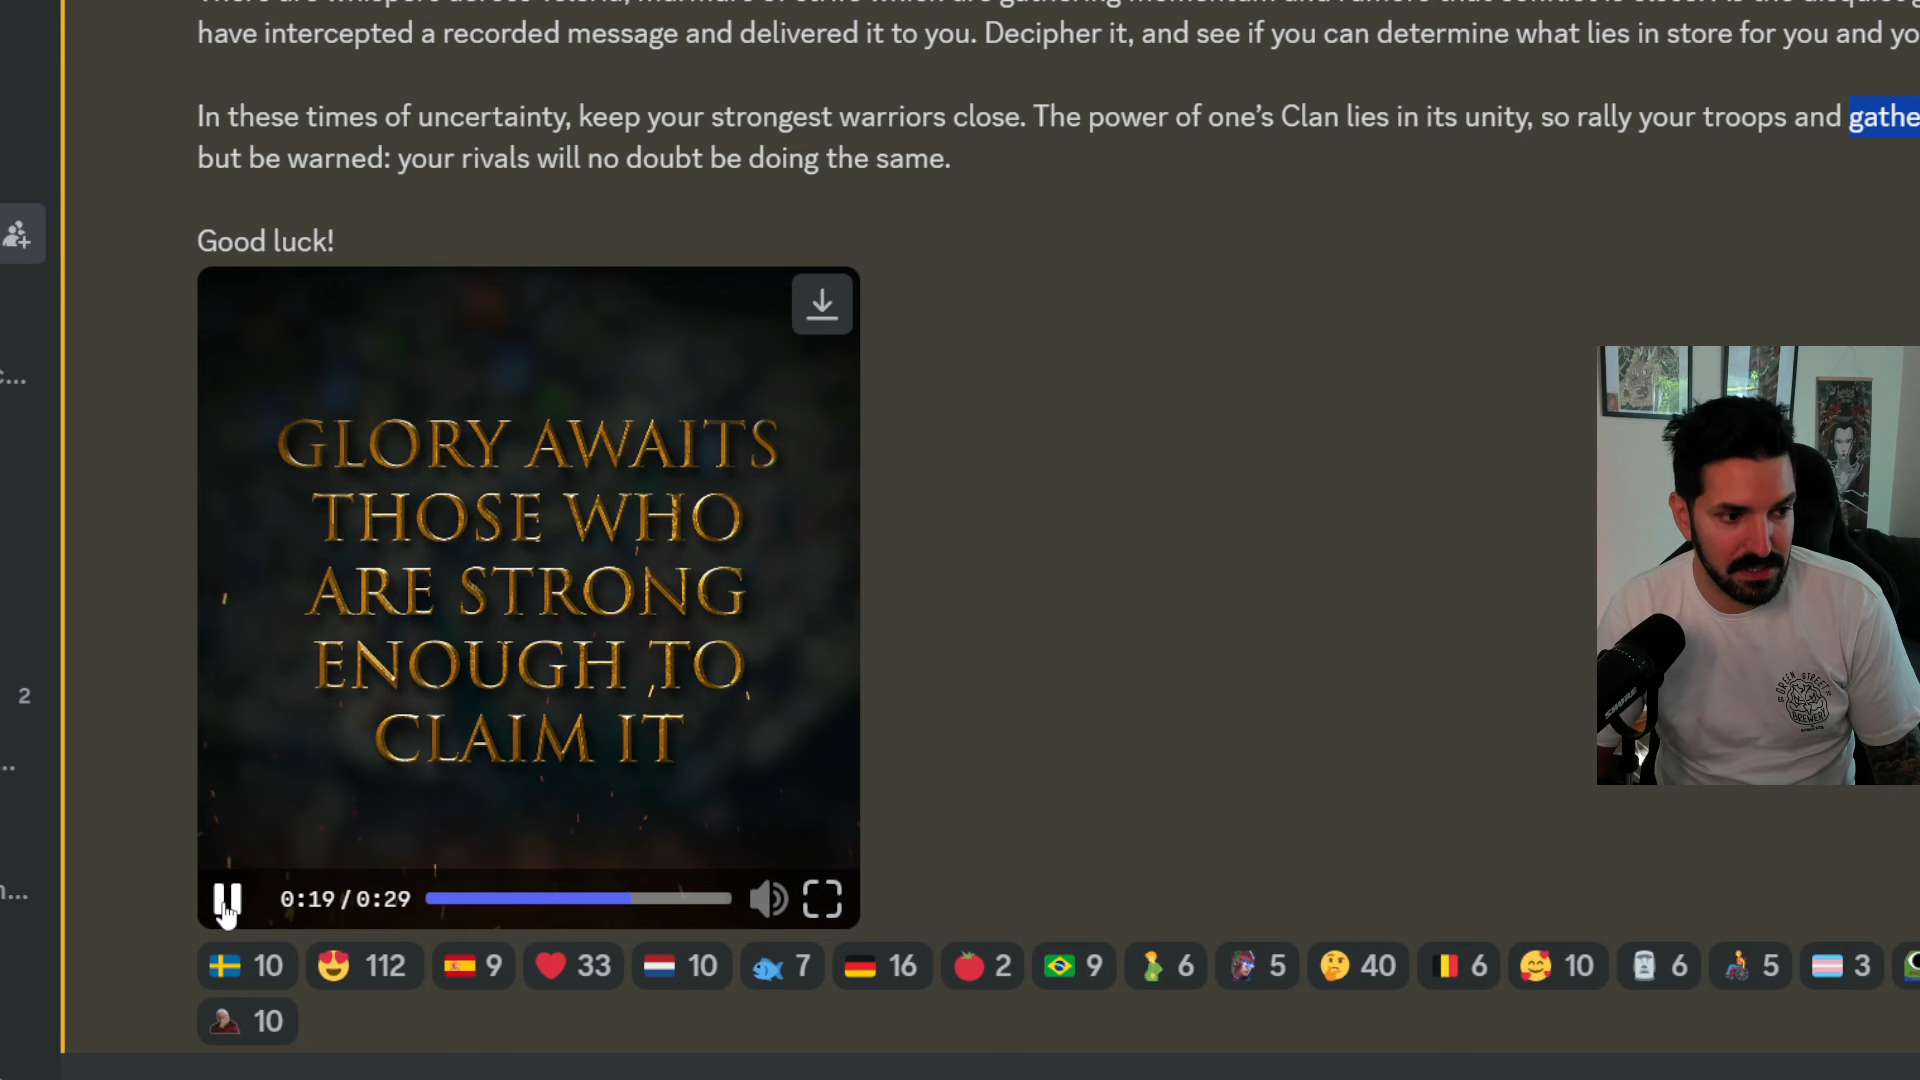 have intercepted a recorded message and delivered it to you. Decipher it, and see if you can determine what lies in store for you and yo
In these times of uncertainty, keep your strongest warriors close. The power of one’s Clan lies in its unity, so rally your troops and gathe
but be warned: your rivals will no doubt be doing the same.
Good luck!
GLORY AWAITS
THOSE WHO
ARE STRONG
ENOUGH TO
CLAIM IT
2
0:19/0:29
10 112 9 33 10 7 16 2 9 6 5 40 6 10 6 5 3
10
SHURE
GREEN STREET
BREWERY